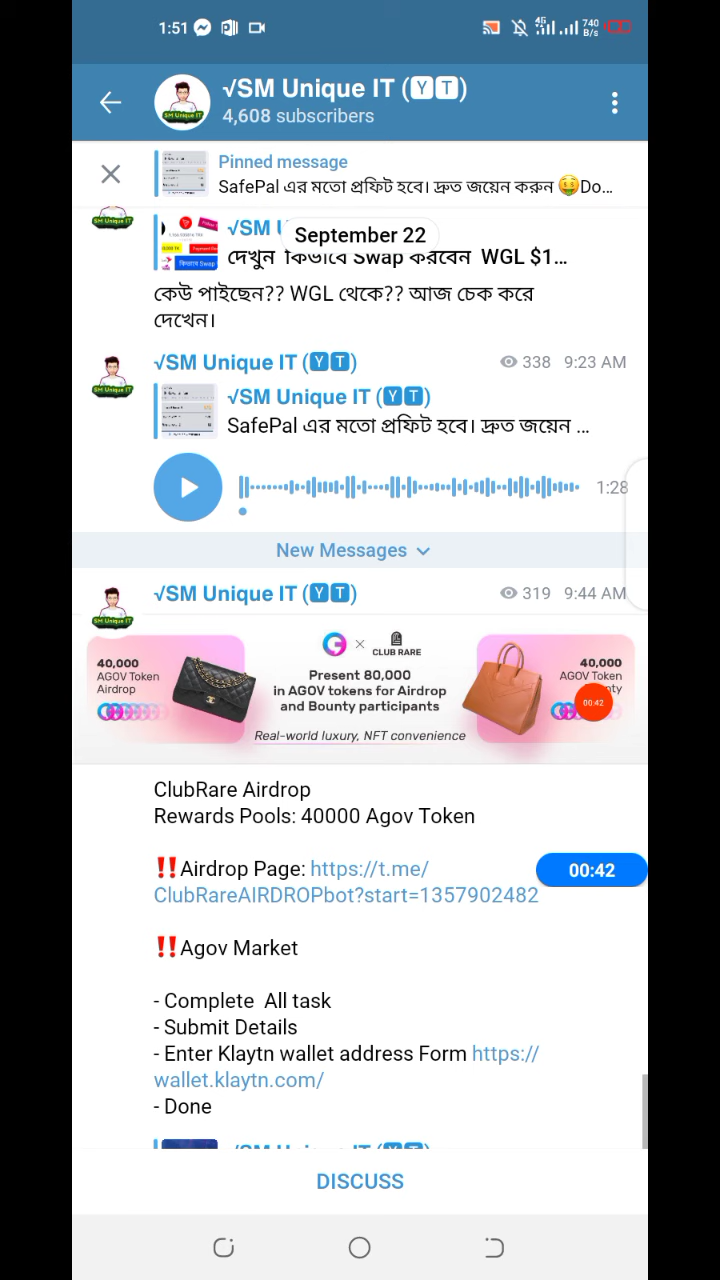 1:51
4G
740 B/s
√SM Unique IT (🆈🆃)
4,608 subscribers
Pinned message
SafePal এর মতো প্রফিট হবে। দ্রুত জয়েন করুন 🤑Do...
September 22
√SM
দেখুন কিভাবে Swap করবেন WGL $1...
কেউ পাইছেন?? WGL থেকে?? আজ চেক করে
দেখেন।
√SM Unique IT (🆈🆃)
338 9:23 AM
√SM Unique IT (🆈🆃)
SafePal এর মতো প্রফিট হবে। দ্রুত জয়েন ...
1:28
New Messages
√SM Unique IT (🆈🆃)
319 9:44 AM
CLUB RARE
40,000
AGOV Token
Airdrop
Present 80,000
in AGOV tokens for Airdrop
and Bounty participants
Real-world luxury, NFT convenience
40,000
AGOV Token
00:42
ClubRare Airdrop
Rewards Pools: 40000 Agov Token
‼️Airdrop Page: https://t.me/
ClubRareAIRDROPbot?start=1357902482
00:42
‼️Agov Market
- Complete All task
- Submit Details
- Enter Klaytn wallet address Form https://
wallet.klaytn.com/
- Done
DISCUSS